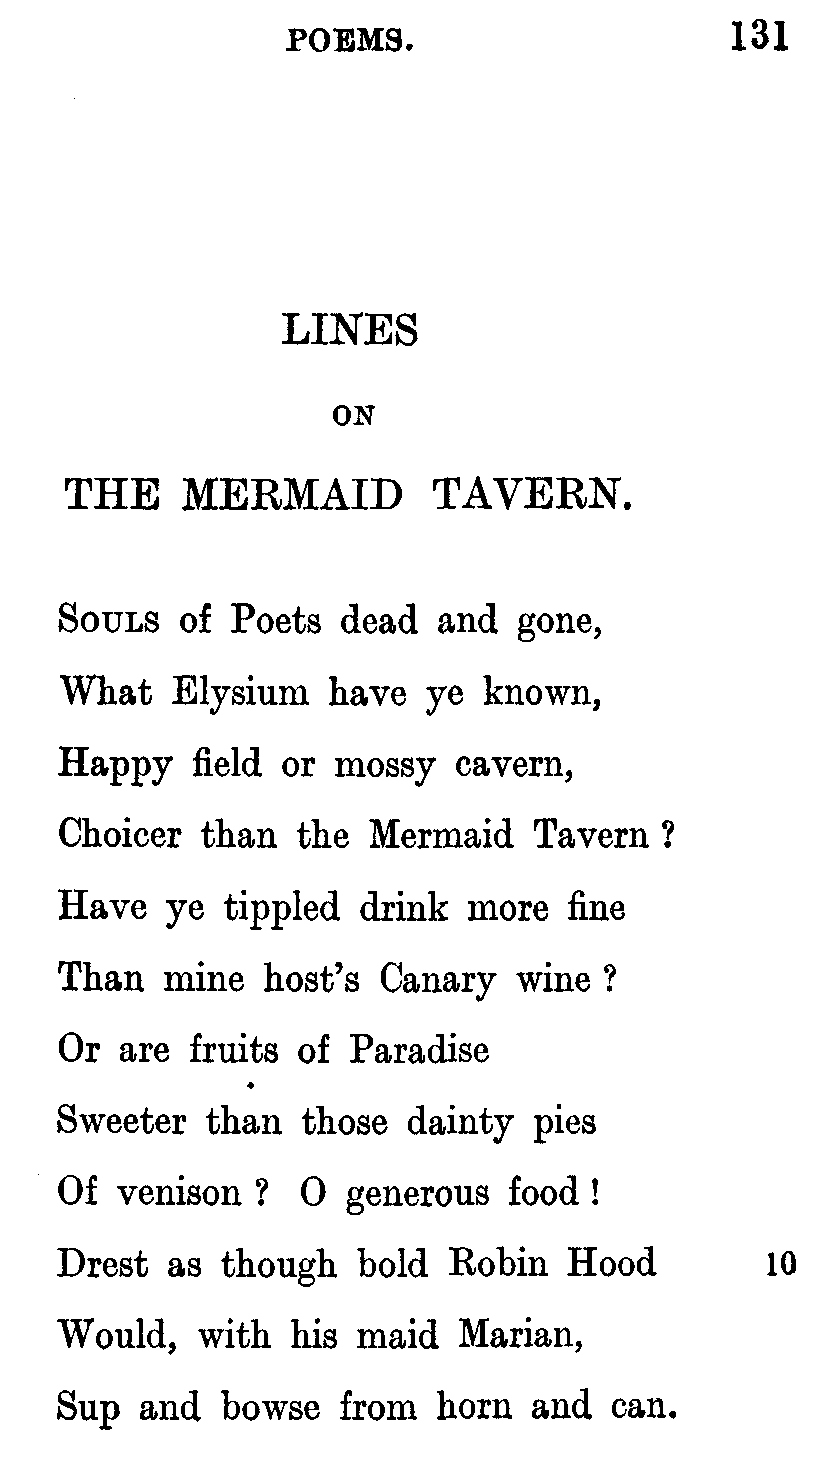 POEMS. 131
LINES
ON
THE MERMAID TAVERN.
SOULS of Poets dead and gone,
What Elysium have ye known,
Happy field or mossy cavern,
Choicer than the Mermaid Tavern ?
Have ye tippled drink more fine
Than mine host's Canary wine ?
Or are fruits of Paradise
Sweeter than those dainty pies
Of venison ? O generous food !
Drest as though bold Robin Hood 10
Would, with his maid Marian,
Sup and bowse from horn and can.